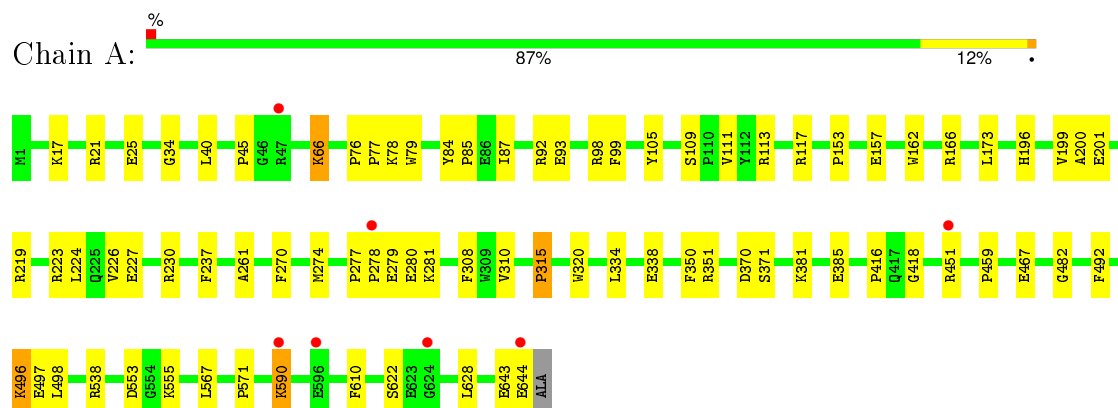 %
Chain A:
87% 12% •
M1 K17 R21 E25 G34 L40 P45 G46 R47 K66 P76 P77 K78 W79 Y84 P85 E86 I87 R92 E93 R98 F99 Y105 S109 P110 V111 Y112 R113 R117 P153 E157 W162 R166 L173 H196 V199 A200 E201
R219 R223 L224 Q225 V226 E227 R230 F237 A261 F270 M274 P277 P278 E279 E280 K281 F308 W309 V310 P315 W320 L334 E338 F350 R351 D370 S371 K381 E385 P416 Q417 G418 R451 P459 E467 G482 F492
K496 E497 L498 R538 D553 G554 K555 L567 P571 K590 E596 F610 S622 E623 G624 L628 E643 E644 ALA